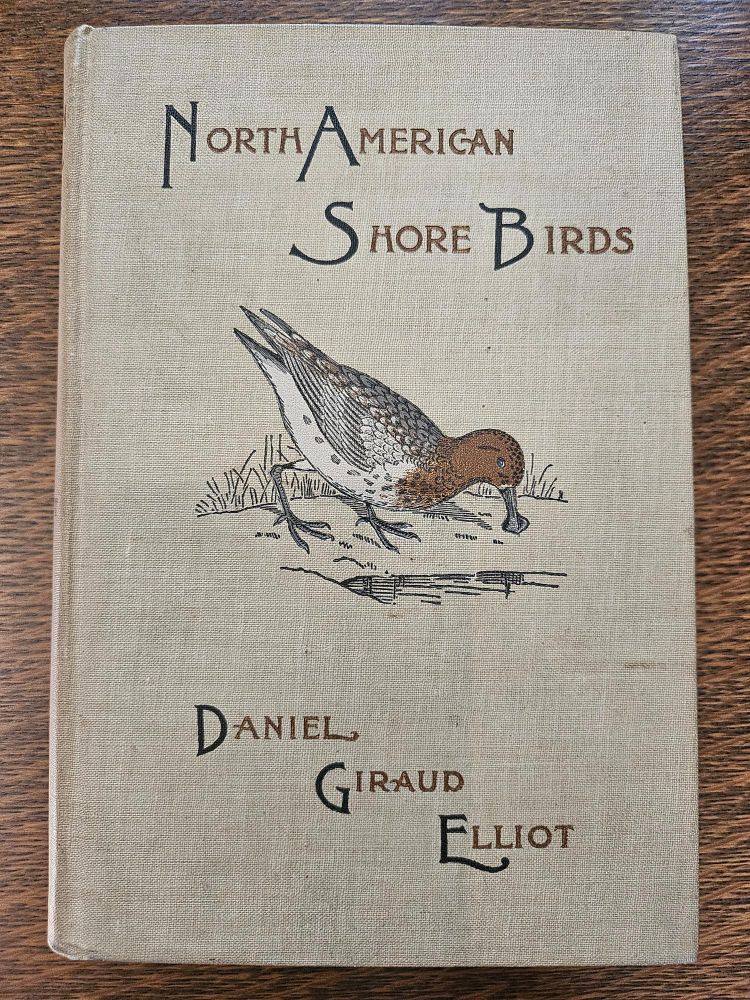 North American
Shore Birds
Daniel
Giraud
Elliot